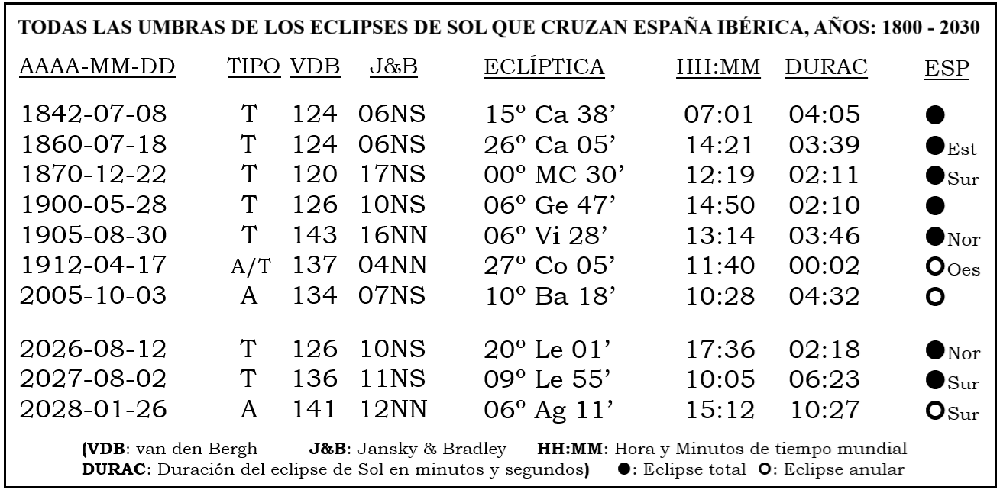 TODAS LAS UMBRAS DE LOS ECLIPSES DE SOL QUE CRUZAN ESPAÑA IBÉRICA, AÑOS: 1800 - 2030
AAAA-MM-DD TIPO VDB J&B ECLÍPTICA HH:MM DURAC ESP
1842-07-08 T 124 06NS 15º Ca 38’ 07:01 04:05 ●
1860-07-18 T 124 06NS 26º Ca 05’ 14:21 03:39 ●Est
1870-12-22 T 120 17NS 00º MC 30’ 12:19 02:11 ●Sur
1900-05-28 T 126 10NS 06º Ge 47’ 14:50 02:10 ●
1905-08-30 T 143 16NN 06º Vi 28’ 13:14 03:46 ●Nor
1912-04-17 A/T 137 04NN 27º Co 05’ 11:40 00:02 ○Oes
2005-10-03 A 134 07NS 10º Ba 18’ 10:28 04:32 ○
2026-08-12 T 126 10NS 20º Le 01’ 17:36 02:18 ●Nor
2027-08-02 T 136 11NS 09º Le 55’ 10:05 06:23 ●Sur
2028-01-26 A 141 12NN 06º Ag 11’ 15:12 10:27 ○Sur
(VDB: van den Bergh J&B: Jansky & Bradley HH:MM: Hora y Minutos de tiempo mundial
DURAC: Duración del eclipse de Sol en minutos y segundos) ●: Eclipse total ○: Eclipse anular